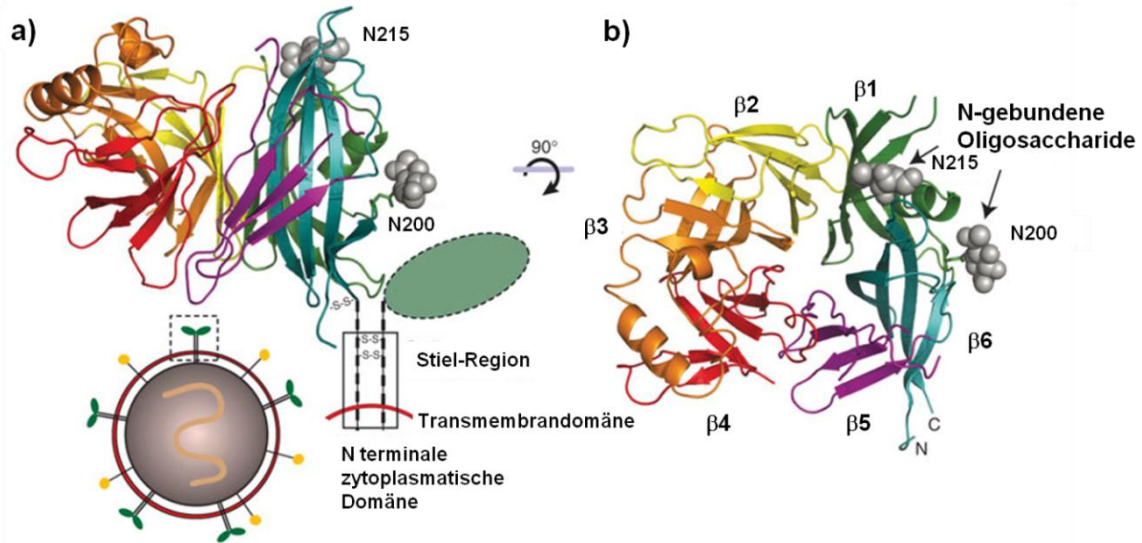 a)
N215
N200
-S-S-
-S-
-S-S-
Stiel-Region
Transmembrandomäne
N terminale
zytoplasmatische
Domäne
90°
b)
β1
β2
N-gebundene
Oligosaccharide
N215
β3
N200
β6
β4
β5
C
N